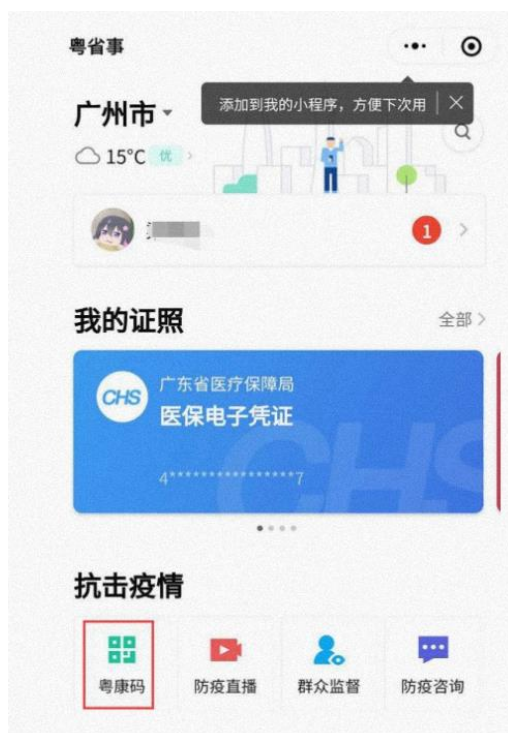 粤省事
添加到我的小程序，方便下次用
广州市
15°C 优
1
我的证照
全部
CHS
广东省医疗保障局
医保电子凭证
4****************7
CHS
抗击疫情
粤康码 防疫直播 群众监督 防疫咨询